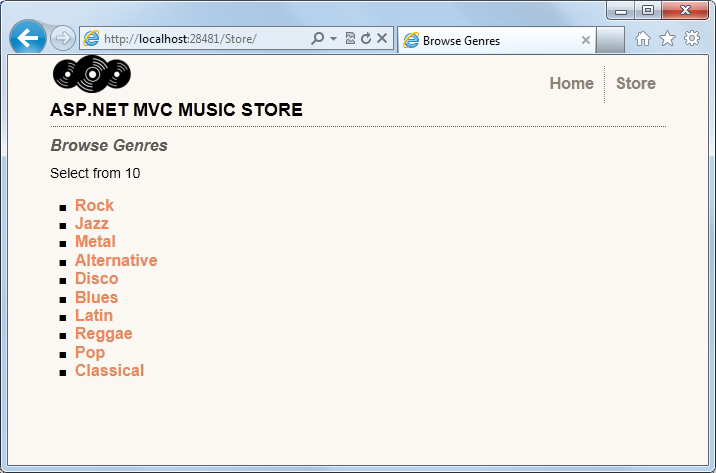 http://localhost:28481/Store/
Browse Genres
Home
Store
ASP.NET MVC MUSIC STORE
Browse Genres
Select from 10
Rock
Jazz
Metal
Alternative
Disco
Blues
Latin
Reggae
Pop
Classical